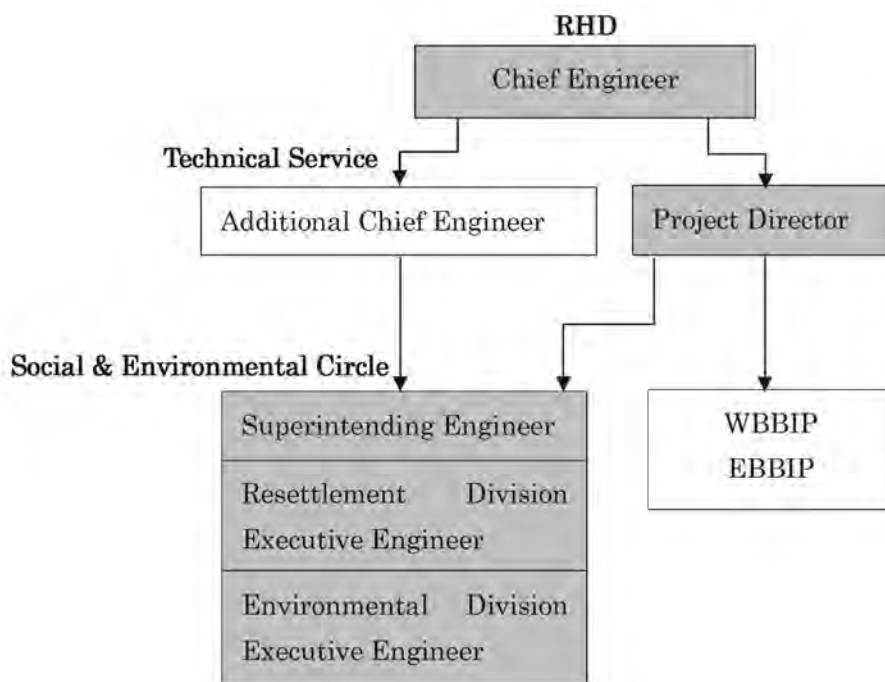 RHD
Chief Engineer
Technical Service
Additional Chief Engineer
Project Director
Social & Environmental Circle
Superintending Engineer
WBBIP
EBBIP
Resettlement Division
Executive Engineer
Environmental Division
Executive Engineer